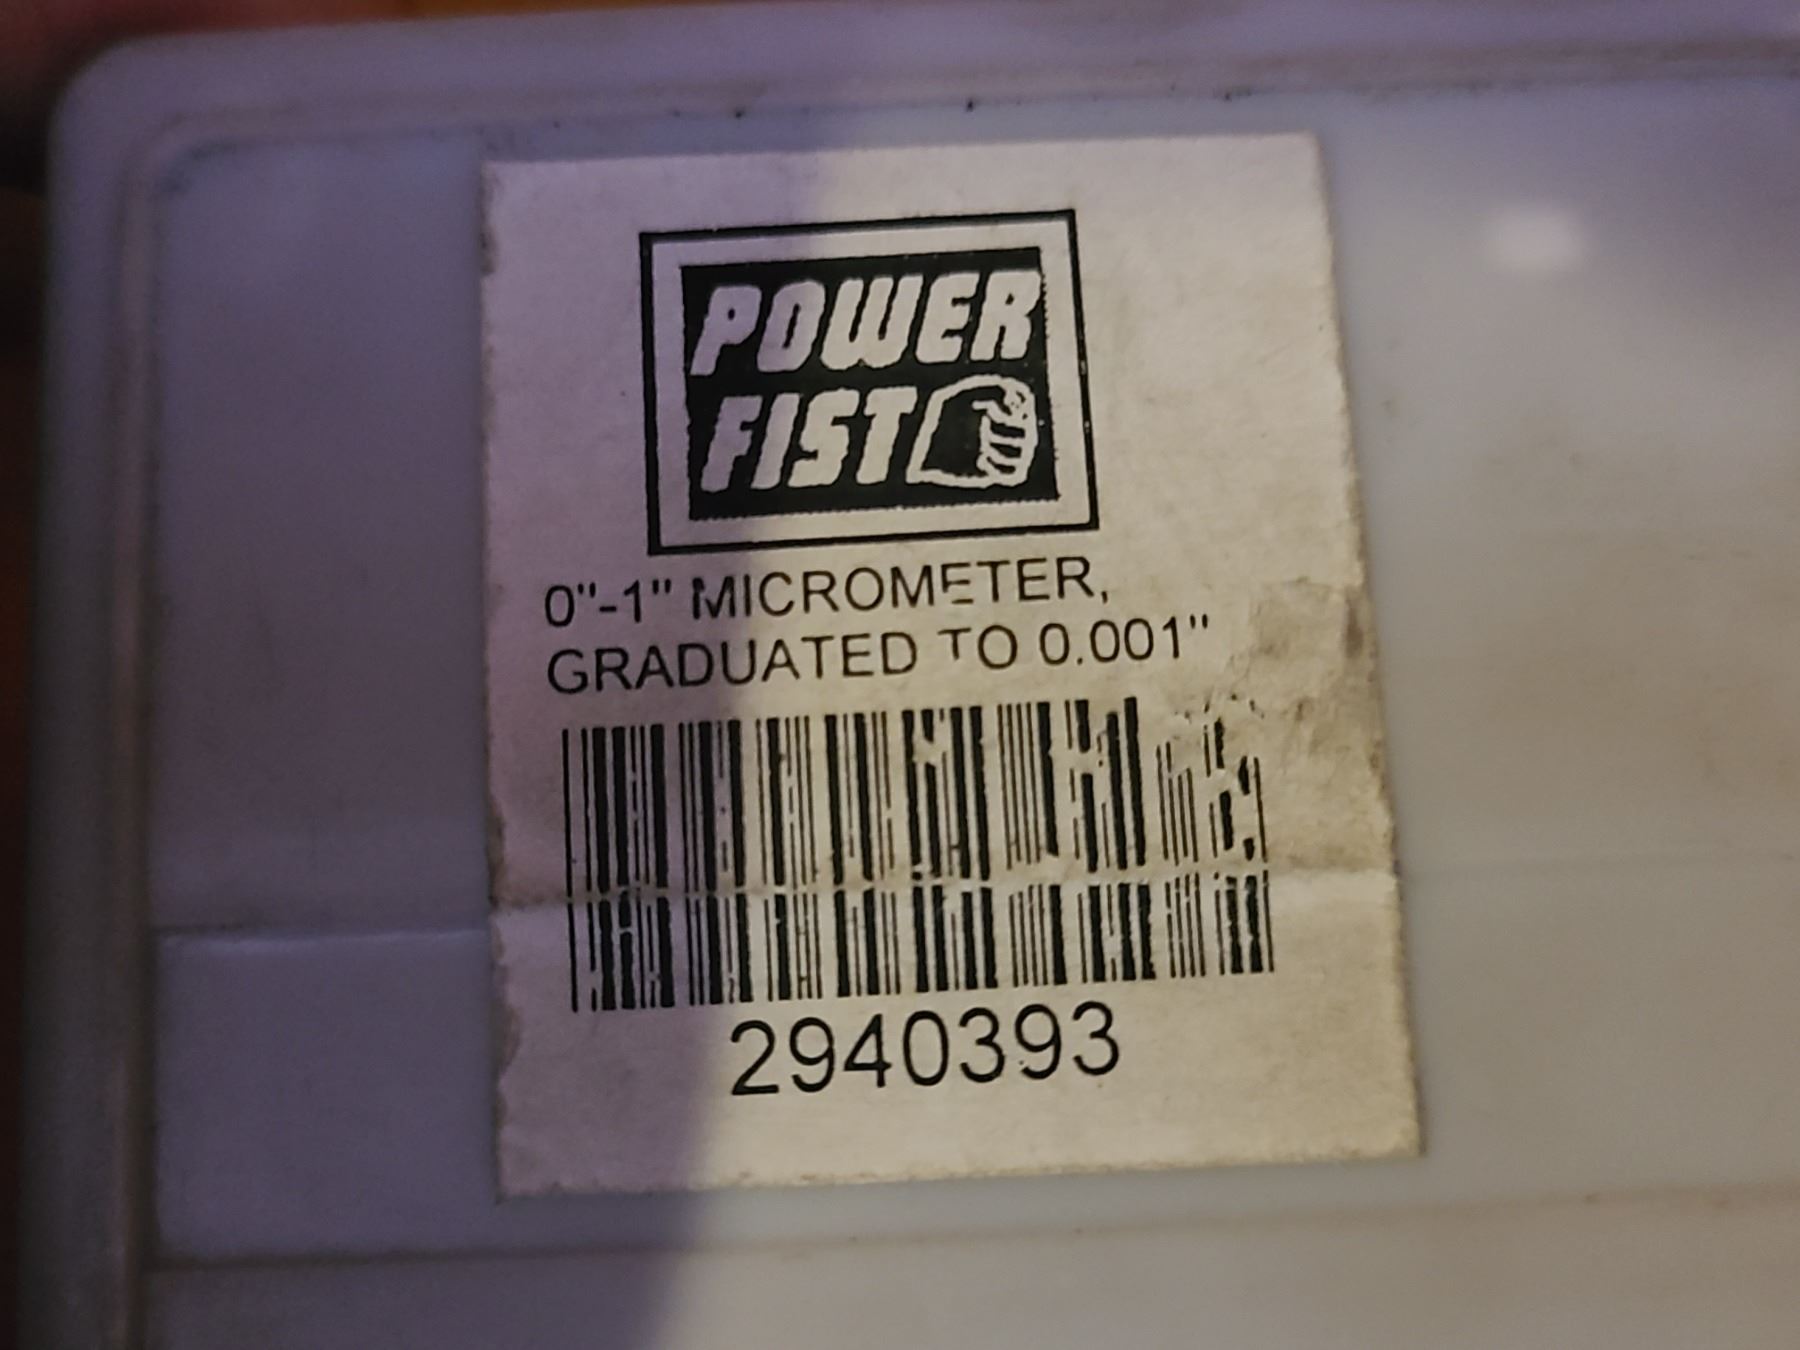 POWER
FIST
0"-1" MICROMETER,
GRADUATED TO 0.001"
2940393